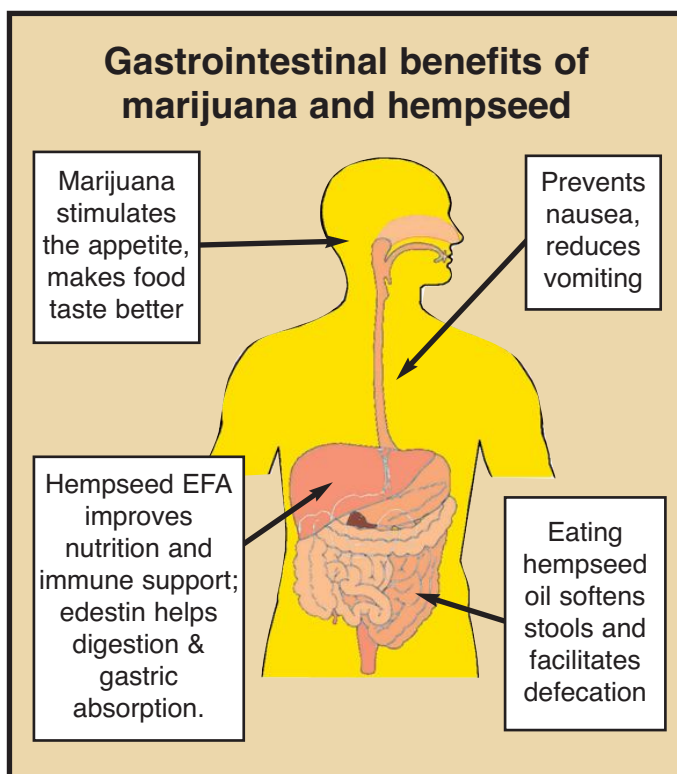 Gastrointestinal benefits of
marijuana and hempseed
Marijuana
stimulates
the appetite,
makes food
taste better
Prevents
nausea,
reduces
vomiting
Hempseed EFA
improves
nutrition and
immune support;
edestin helps
digestion &
gastric
absorption.
Eating
hempseed
oil softens
stools and
facilitates
defecation